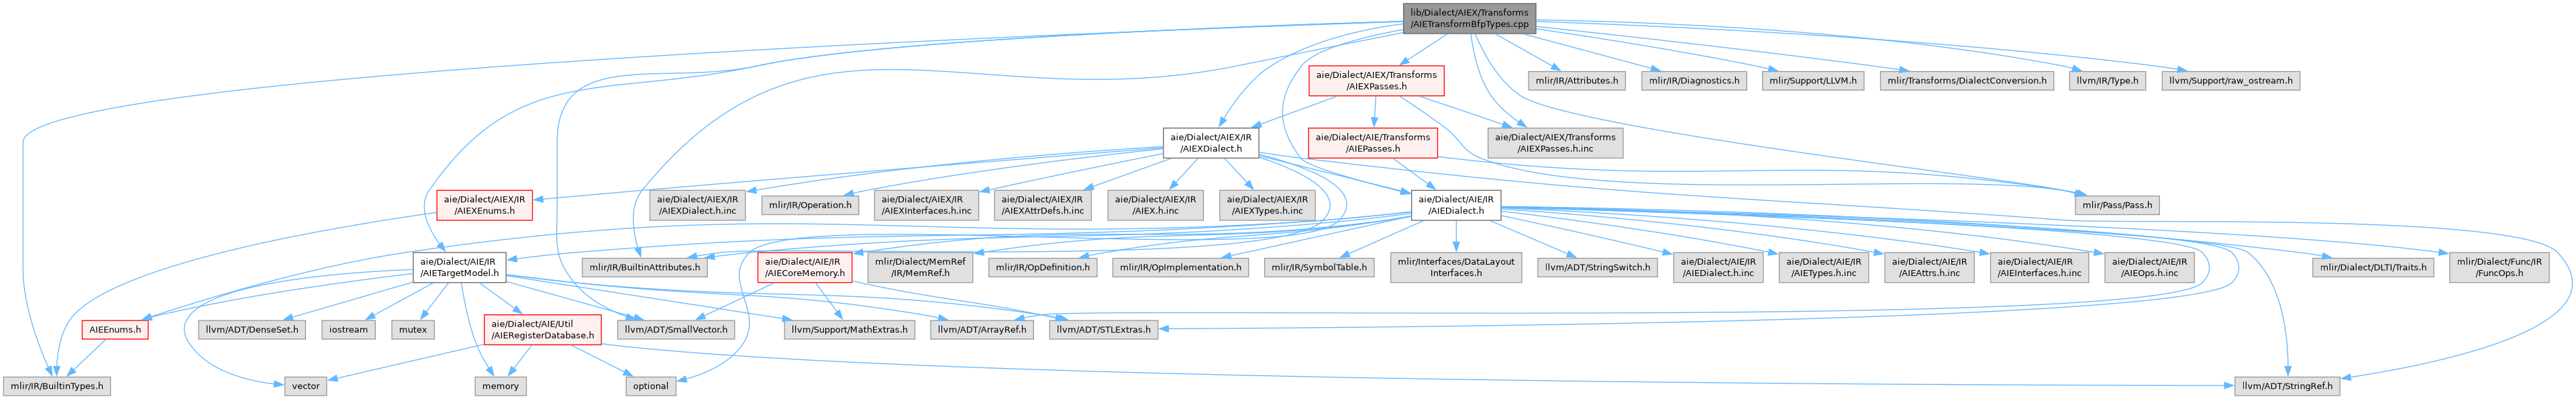 lib/Dialect/AIEX/Transforms
/AIETransformBfpTypes.cpp
aie/Dialect/AIEX/Transforms
/AIEXPasses.h
mlir/IR/Attributes.h
mlir/IR/Diagnostics.h
mlir/Support/LLVM.h
mlir/Transforms/DialectConversion.h
llvm/IR/Type.h
llvm/Support/raw_ostream.h
aie/Dialect/AIEX/IR
/AIEXDialect.h
aie/Dialect/AIE/Transforms
/AIEPasses.h
aie/Dialect/AIEX/Transforms
/AIEXPasses.h.inc
aie/Dialect/AIEX/IR
/AIEXEnums.h
aie/Dialect/AIEX/IR
/AIEXDialect.h.inc
mlir/IR/Operation.h
aie/Dialect/AIEX/IR
/AIEXInterfaces.h.inc
aie/Dialect/AIEX/IR
/AIEXAttrDefs.h.inc
aie/Dialect/AIEX/IR
/AIEX.h.inc
aie/Dialect/AIEX/IR
/AIEXTypes.h.inc
aie/Dialect/AIE/IR
/AIEDialect.h
mlir/Pass/Pass.h
aie/Dialect/AIE/IR
/AIETargetModel.h
mlir/IR/BuiltinAttributes.h
aie/Dialect/AIE/IR
/AIECoreMemory.h
mlir/Dialect/MemRef
/IR/MemRef.h
mlir/IR/OpDefinition.h
mlir/IR/OpImplementation.h
mlir/IR/SymbolTable.h
mlir/Interfaces/DataLayout
Interfaces.h
llvm/ADT/StringSwitch.h
aie/Dialect/AIE/IR
/AIEDialect.h.inc
aie/Dialect/AIE/IR
/AIETypes.h.inc
aie/Dialect/AIE/IR
/AIEAttrs.h.inc
aie/Dialect/AIE/IR
/AIEInterfaces.h.inc
aie/Dialect/AIE/IR
/AIEOps.h.inc
mlir/Dialect/DLTI/Traits.h
mlir/Dialect/Func/IR
/FuncOps.h
AIEEnums.h
llvm/ADT/DenseSet.h
iostream
mutex
aie/Dialect/AIE/Util
/AIERegisterDatabase.h
llvm/ADT/SmallVector.h
llvm/Support/MathExtras.h
llvm/ADT/ArrayRef.h
llvm/ADT/STLExtras.h
mlir/IR/BuiltinTypes.h
vector
memory
optional
llvm/ADT/StringRef.h